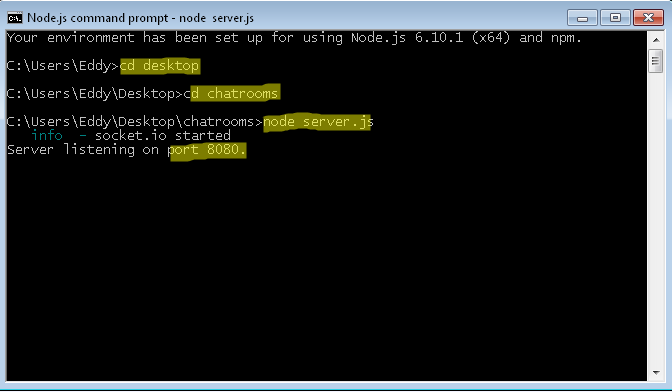 Node.js command prompt - node  server.js
Your environment has been set up for using Node.js 6.10.1 (x64) and npm.
C:\Users\Eddy>cd desktop
C:\Users\Eddy\Desktop>cd chatrooms
C:\Users\Eddy\Desktop\chatrooms>node server.js
info  - socket.io started
Server listening on port 8080.